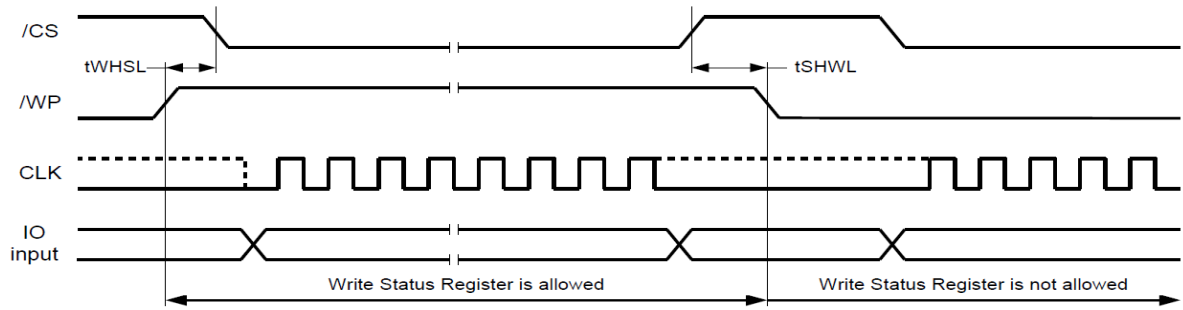 /CS
tWHSL
tSHWL
/WP
CLK
IO
input
Write Status Register is allowed
Write Status Register is not allowed